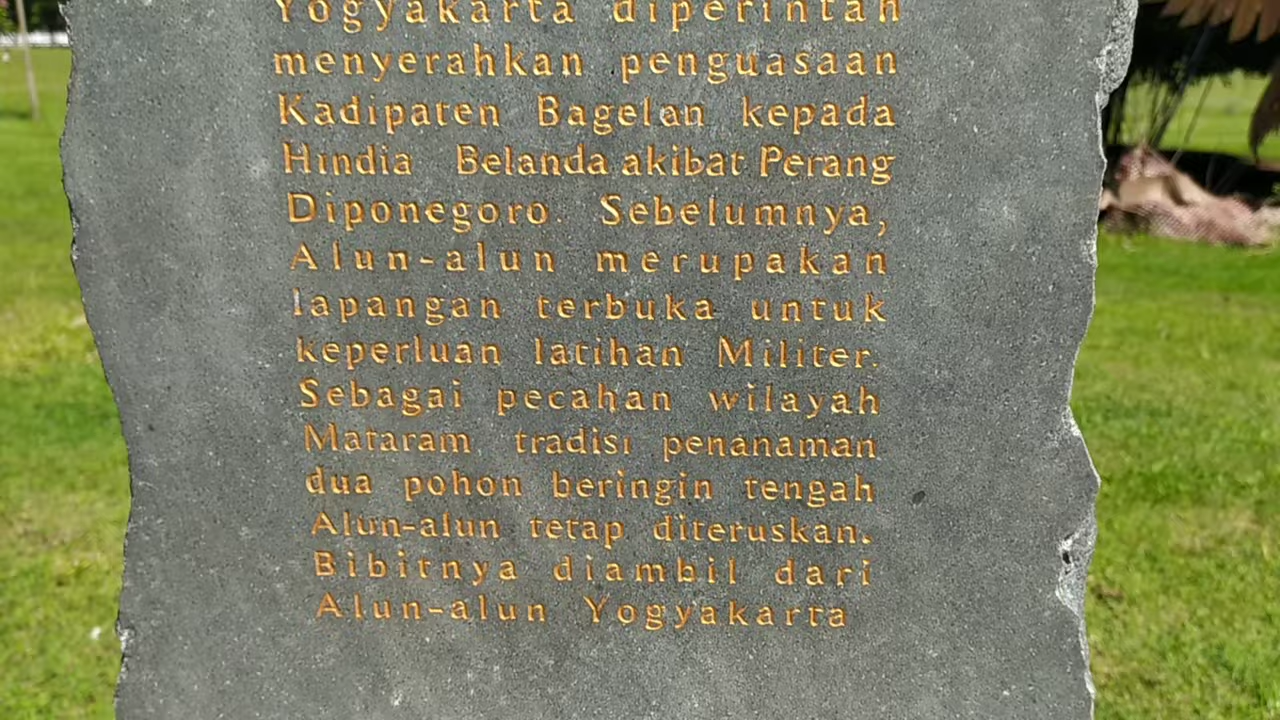 Yogyakarta diperintah
menyerahkan penguasaan
Kadipaten Bagelan kepada
Hindia Belanda akibat Perang
Diponegoro. Sebelumnya,
Alun-alun merupakan
lapangan terbuka untuk
keperluan latihan Militer.
Sebagai pecahan wilayah
Mataram tradisi penanaman
dua pohon beringin tengah
Alun-alun tetap diteruskan.
Bibitnya diambil dari
Alun-alun Yogyakarta